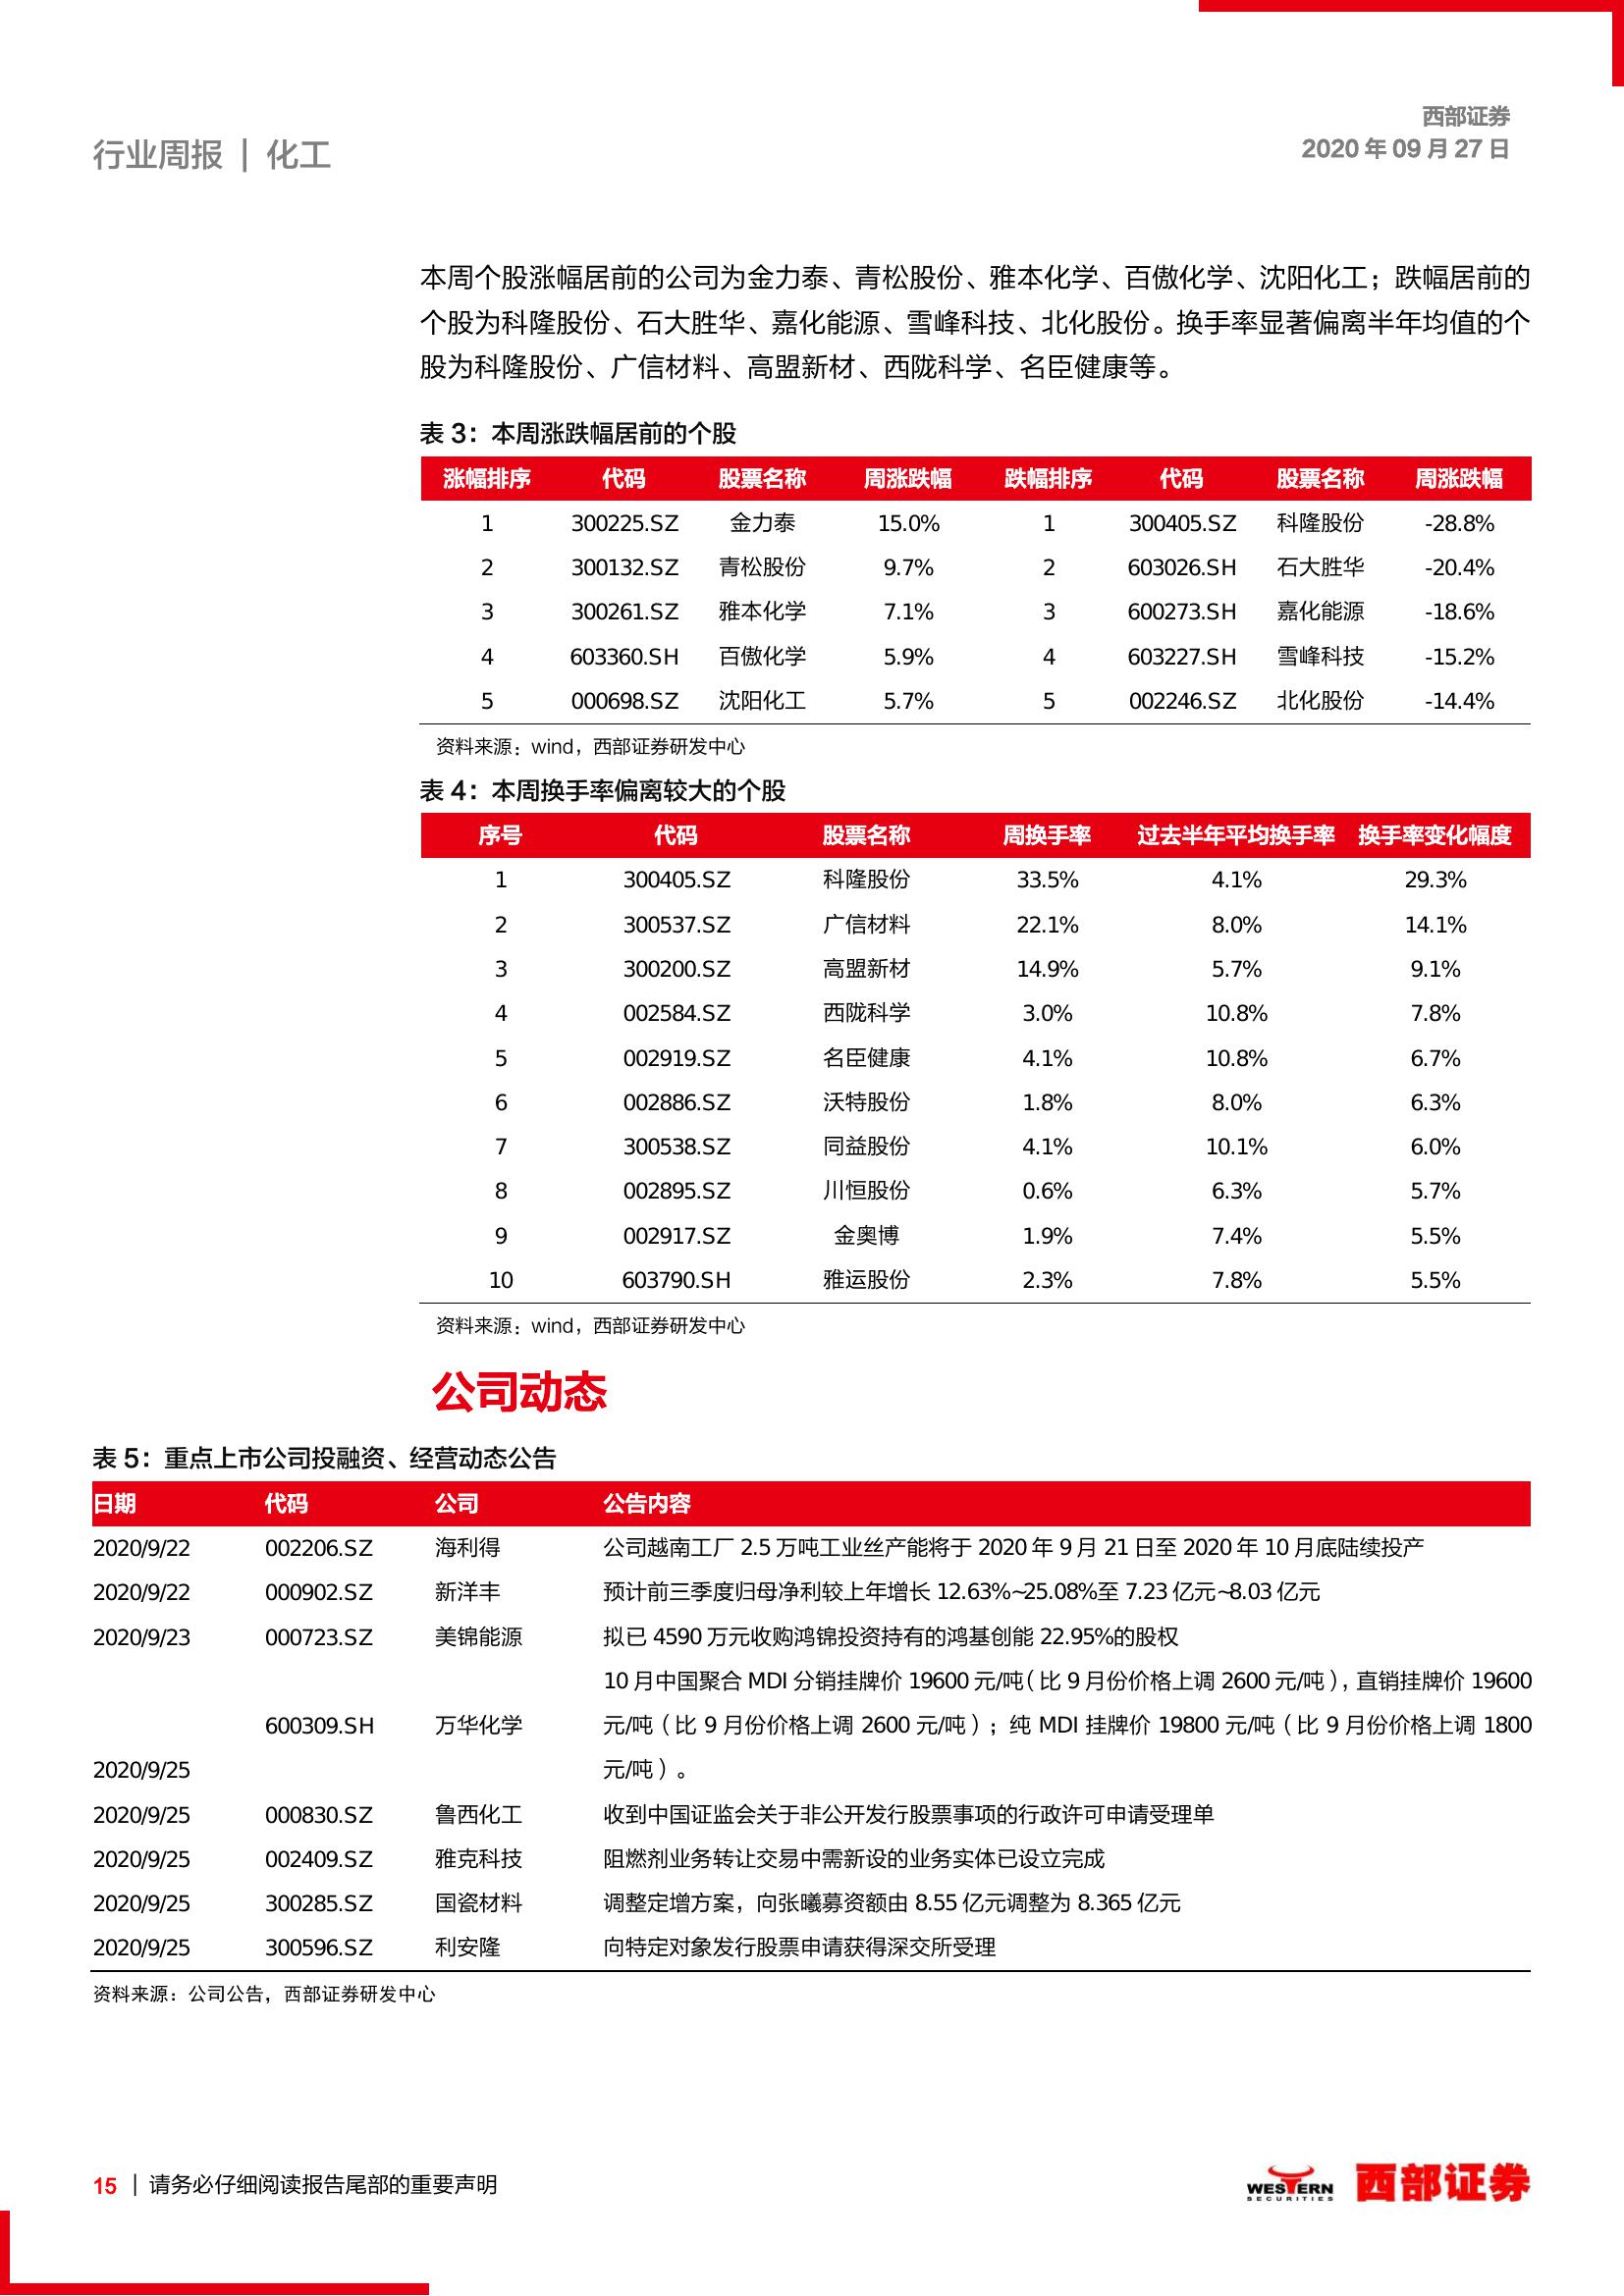 西部证券
2020 年 09 月 27 日
行业周报 | 化工
本周个股涨幅居前的公司为金力泰、青松股份、雅本化学、百傲化学、沈阳化工；跌幅居前的
个股为科隆股份、石大胜华、嘉化能源、雪峰科技、北化股份。换手率显著偏离半年均值的个
股为科隆股份、广信材料、高盟新材、西陇科学、名臣健康等。
表 3：本周涨跌幅居前的个股
涨幅排序 代码 股票名称 周涨跌幅 跌幅排序 代码 股票名称 周涨跌幅
1 300225.SZ 金力泰 15.0% 1 300405.SZ 科隆股份 -28.8%
2 300132.SZ 青松股份 9.7% 2 603026.SH 石大胜华 -20.4%
3 300261.SZ 雅本化学 7.1% 3 600273.SH 嘉化能源 -18.6%
4 603360.SH 百傲化学 5.9% 4 603227.SH 雪峰科技 -15.2%
5 000698.SZ 沈阳化工 5.7% 5 002246.SZ 北化股份 -14.4%
资料来源：wind，西部证券研发中心
表 4：本周换手率偏离较大的个股
序号 代码 股票名称 周换手率 过去半年平均换手率 换手率变化幅度
1 300405.SZ 科隆股份 33.5% 4.1% 29.3%
2 300537.SZ 广信材料 22.1% 8.0% 14.1%
3 300200.SZ 高盟新材 14.9% 5.7% 9.1%
4 002584.SZ 西陇科学 3.0% 10.8% 7.8%
5 002919.SZ 名臣健康 4.1% 10.8% 6.7%
6 002886.SZ 沃特股份 1.8% 8.0% 6.3%
7 300538.SZ 同益股份 4.1% 10.1% 6.0%
8 002895.SZ 川恒股份 0.6% 6.3% 5.7%
9 002917.SZ 金奥博 1.9% 7.4% 5.5%
10 603790.SH 雅运股份 2.3% 7.8% 5.5%
资料来源：wind，西部证券研发中心
公司动态
表 5：重点上市公司投融资、经营动态公告
日期 代码 公司 公告内容
2020/9/22 002206.SZ 海利得 公司越南工厂 2.5 万吨工业丝产能将于 2020 年 9 月 21 日至 2020 年 10 月底陆续投产
2020/9/22 000902.SZ 新洋丰 预计前三季度归母净利较上年增长 12.63%~25.08%至 7.23 亿元~8.03 亿元
2020/9/23 000723.SZ 美锦能源 拟已 4590 万元收购鸿锦投资持有的鸿基创能 22.95%的股权
10 月中国聚合 MDI 分销挂牌价 19600 元/吨（比 9 月份价格上调 2600 元/吨），直销挂牌价 19600
600309.SH 万华化学 元/吨（比 9 月份价格上调 2600 元/吨）；纯 MDI 挂牌价 19800 元/吨（比 9 月份价格上调 1800
2020/9/25 元/吨）。
2020/9/25 000830.SZ 鲁西化工 收到中国证监会关于非公开发行股票事项的行政许可申请受理单
2020/9/25 002409.SZ 雅克科技 阻燃剂业务转让交易中需新设的业务实体已设立完成
2020/9/25 300285.SZ 国瓷材料 调整定增方案，向张曦募资额由 8.55 亿元调整为 8.365 亿元
2020/9/25 300596.SZ 利安隆 向特定对象发行股票申请获得深交所受理
资料来源：公司公告，西部证券研发中心
15 | 请务必仔细阅读报告尾部的重要声明
WESTERN
SECURITIES
西部证券